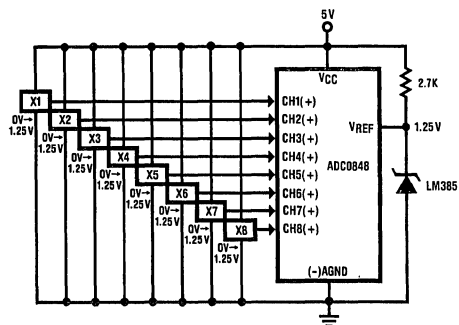 5V
VCC
2.7K
X1
CH1(+)
0V→
1.25V
X2
CH2(+)
VREF
1.25V
0V→
1.25V
X3
CH3(+)
0V→
1.25V
X4
CH4(+)
ADC0848
0V→
1.25V
X5
CH5(+)
LM385
0V→
1.25V
X6
CH6(+)
0V→
1.25V
X7
CH7(+)
0V→
1.25V
X8
CH8(+)
0V→
1.25V
(-)AGND